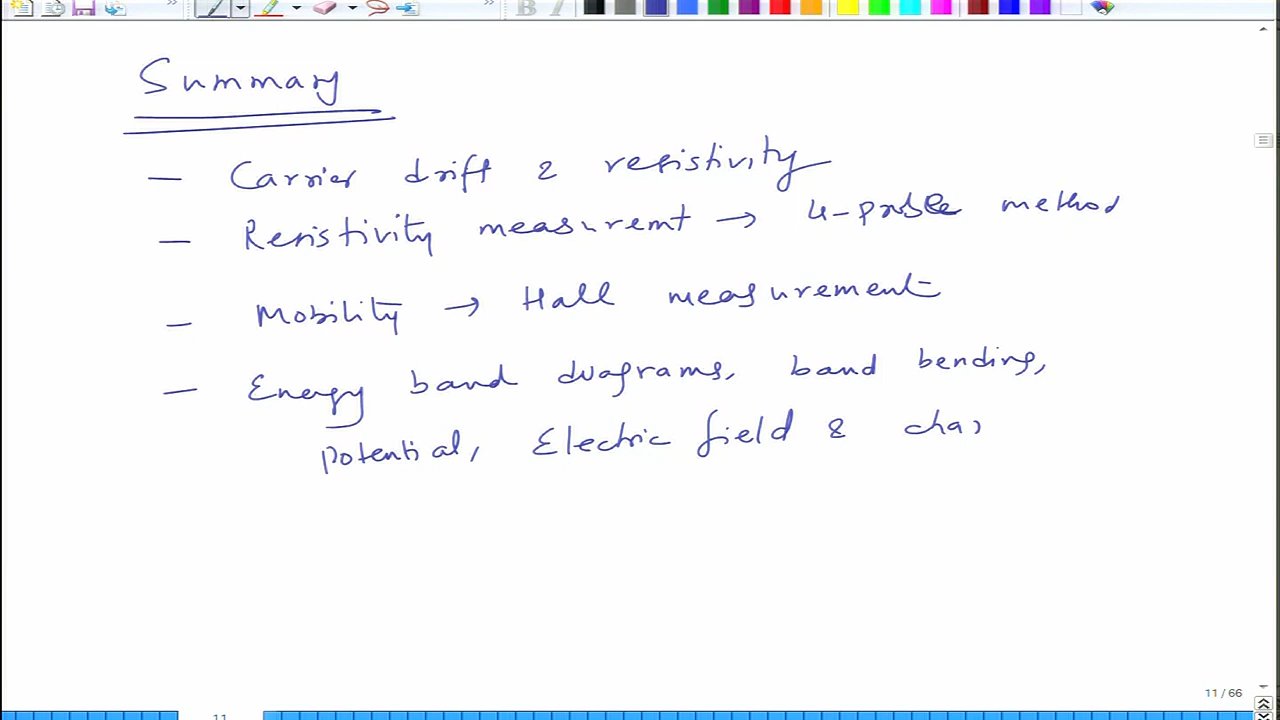 Summary
— Carrier drift & resistivity
— Resistivity measuremt → 4-probe method
— Mobility → Hall measurement
— Energy band diagrams, band bending,
potential, Electric field & cha
11 / 66
11